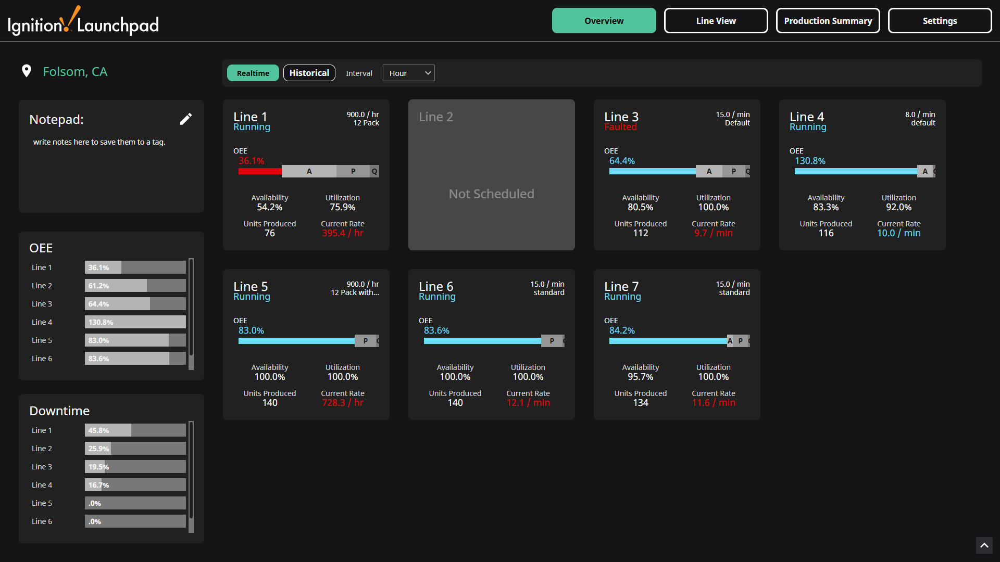 Ignition! Launchpad
Overview
Line View
Production Summary
Settings
Folsom, CA
Realtime
Historical
Interval
Hour
Notepad:
write notes here to save them to a tag.
OEE
Line 1 36.1%
Line 2 61.2%
Line 3 64.4%
Line 4 130.8%
Line 5 83.0%
Line 6 83.6%
Downtime
Line 1 45.8%
Line 2 25.9%
Line 3 19.5%
Line 4 16.7%
Line 5 .0%
Line 6 .0%
Line 1 900.0 / hr
Running 12 Pack
OEE
36.1%
A P Q
Availability Utilization
54.2% 75.9%
Units Produced Current Rate
76 395.4 / hr
Line 2
Not Scheduled
Line 3 15.0 / min
Faulted Default
OEE
64.4%
A P Q
Availability Utilization
80.5% 100.0%
Units Produced Current Rate
112 9.7 / min
Line 4 8.0 / min
Running default
OEE
130.8%
A
Availability Utilization
83.3% 92.0%
Units Produced Current Rate
116 10.0 / min
Line 5 900.0 / hr
Running 12 Pack with...
OEE
83.0%
P
Availability Utilization
100.0% 100.0%
Units Produced Current Rate
140 728.3 / hr
Line 6 15.0 / min
Running standard
OEE
83.6%
P
Availability Utilization
100.0% 100.0%
Units Produced Current Rate
140 12.1 / min
Line 7 15.0 / min
Running standard
OEE
84.2%
A P
Availability Utilization
95.7% 100.0%
Units Produced Current Rate
134 11.6 / min